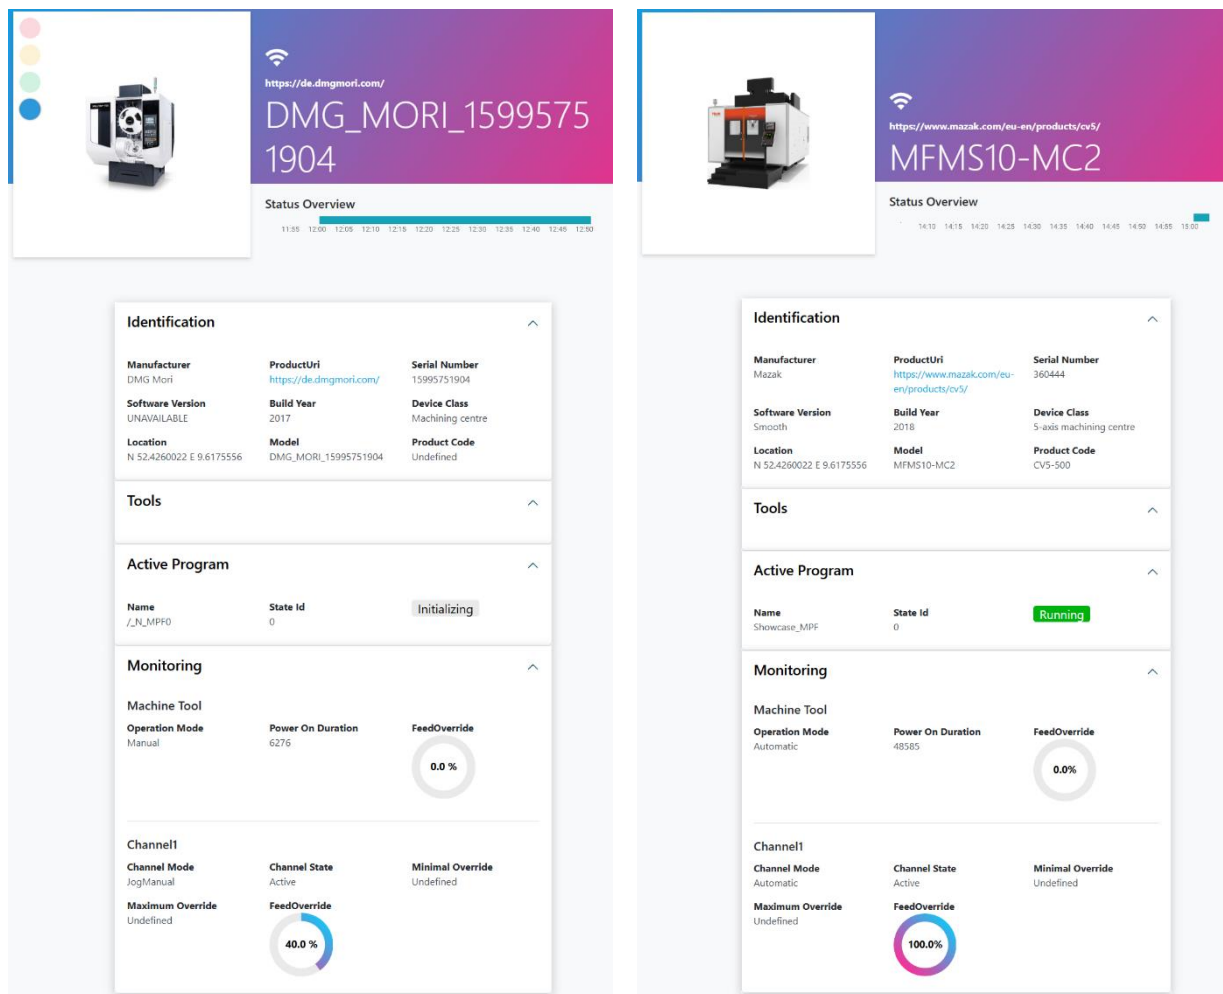 https://de.dmgmori.com/
DMG_MORI_1599575
1904
Status Overview
11:55 12:00 12:05 12:10 12:15 12:20 12:25 12:30 12:35 12:40 12:45 12:50
Identification
Manufacturer ProductUri Serial Number
DMG Mori https://de.dmgmori.com/ 15995751904
Software Version Build Year Device Class
UNAVAILABLE 2017 Machining centre
Location Model Product Code
N 52.4260022 E 9.6175556 DMG_MORI_15995751904 Undefined
Tools
Active Program
Name State Id Initializing
/_N_MPF0 0
Monitoring
Machine Tool
Operation Mode Power On Duration FeedOverride
Manual 6276
0.0 %
Channel1
Channel Mode Channel State Minimal Override
JogManual Active Undefined
Maximum Override FeedOverride
Undefined
40.0 %
https://www.mazak.com/eu-en/products/cv5/
MFMS10-MC2
Status Overview
14:10 14:15 14:20 14:25 14:30 14:35 14:40 14:45 14:50 14:55 15:00
Identification
Manufacturer ProductUri Serial Number
Mazak https://www.mazak.com/eu- 360444
en/products/cv5/
Software Version Build Year Device Class
Smooth 2018 5-axis machining centre
Location Model Product Code
N 52.4260022 E 9.6175556 MFMS10-MC2 CV5-500
Tools
Active Program
Name State Id Running
Showcase_MPF 0
Monitoring
Machine Tool
Operation Mode Power On Duration FeedOverride
Automatic 48585
0.0%
Channel1
Channel Mode Channel State Minimal Override
Automatic Active Undefined
Maximum Override FeedOverride
Undefined
100.0%